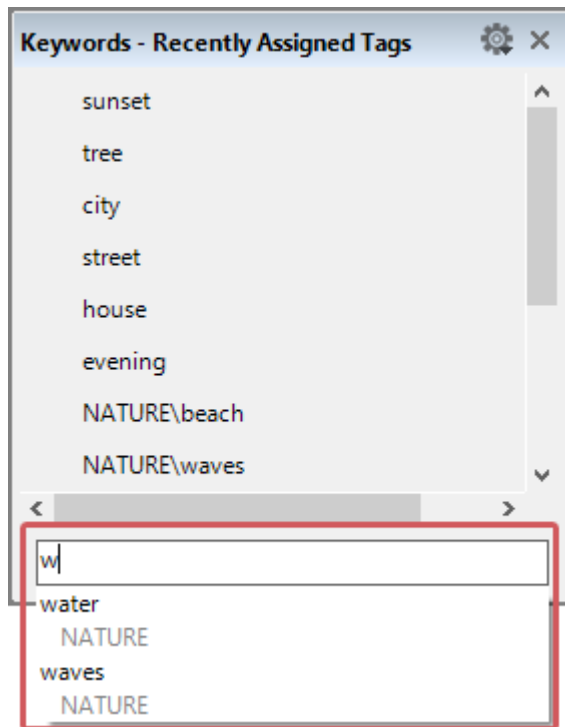 Keywords - Recently Assigned Tags
sunset
tree
city
street
house
evening
NATURE\beach
NATURE\waves
w
water
NATURE
waves
NATURE